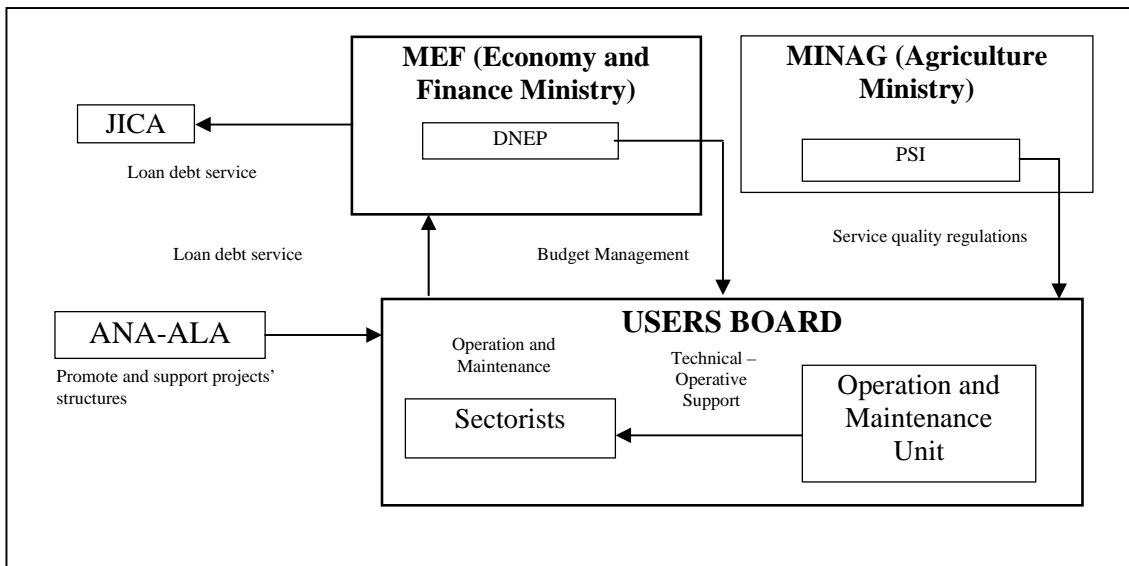 MEF (Economy and
Finance Ministry)
DNEP
MINAG (Agriculture
Ministry)
PSI
JICA
Loan debt service
Loan debt service
Budget Management
Service quality regulations
ANA-ALA
Promote and support projects’
structures
USERS BOARD
Operation and
Maintenance
Technical –
Operative
Support
Sectorists
Operation and
Maintenance
Unit